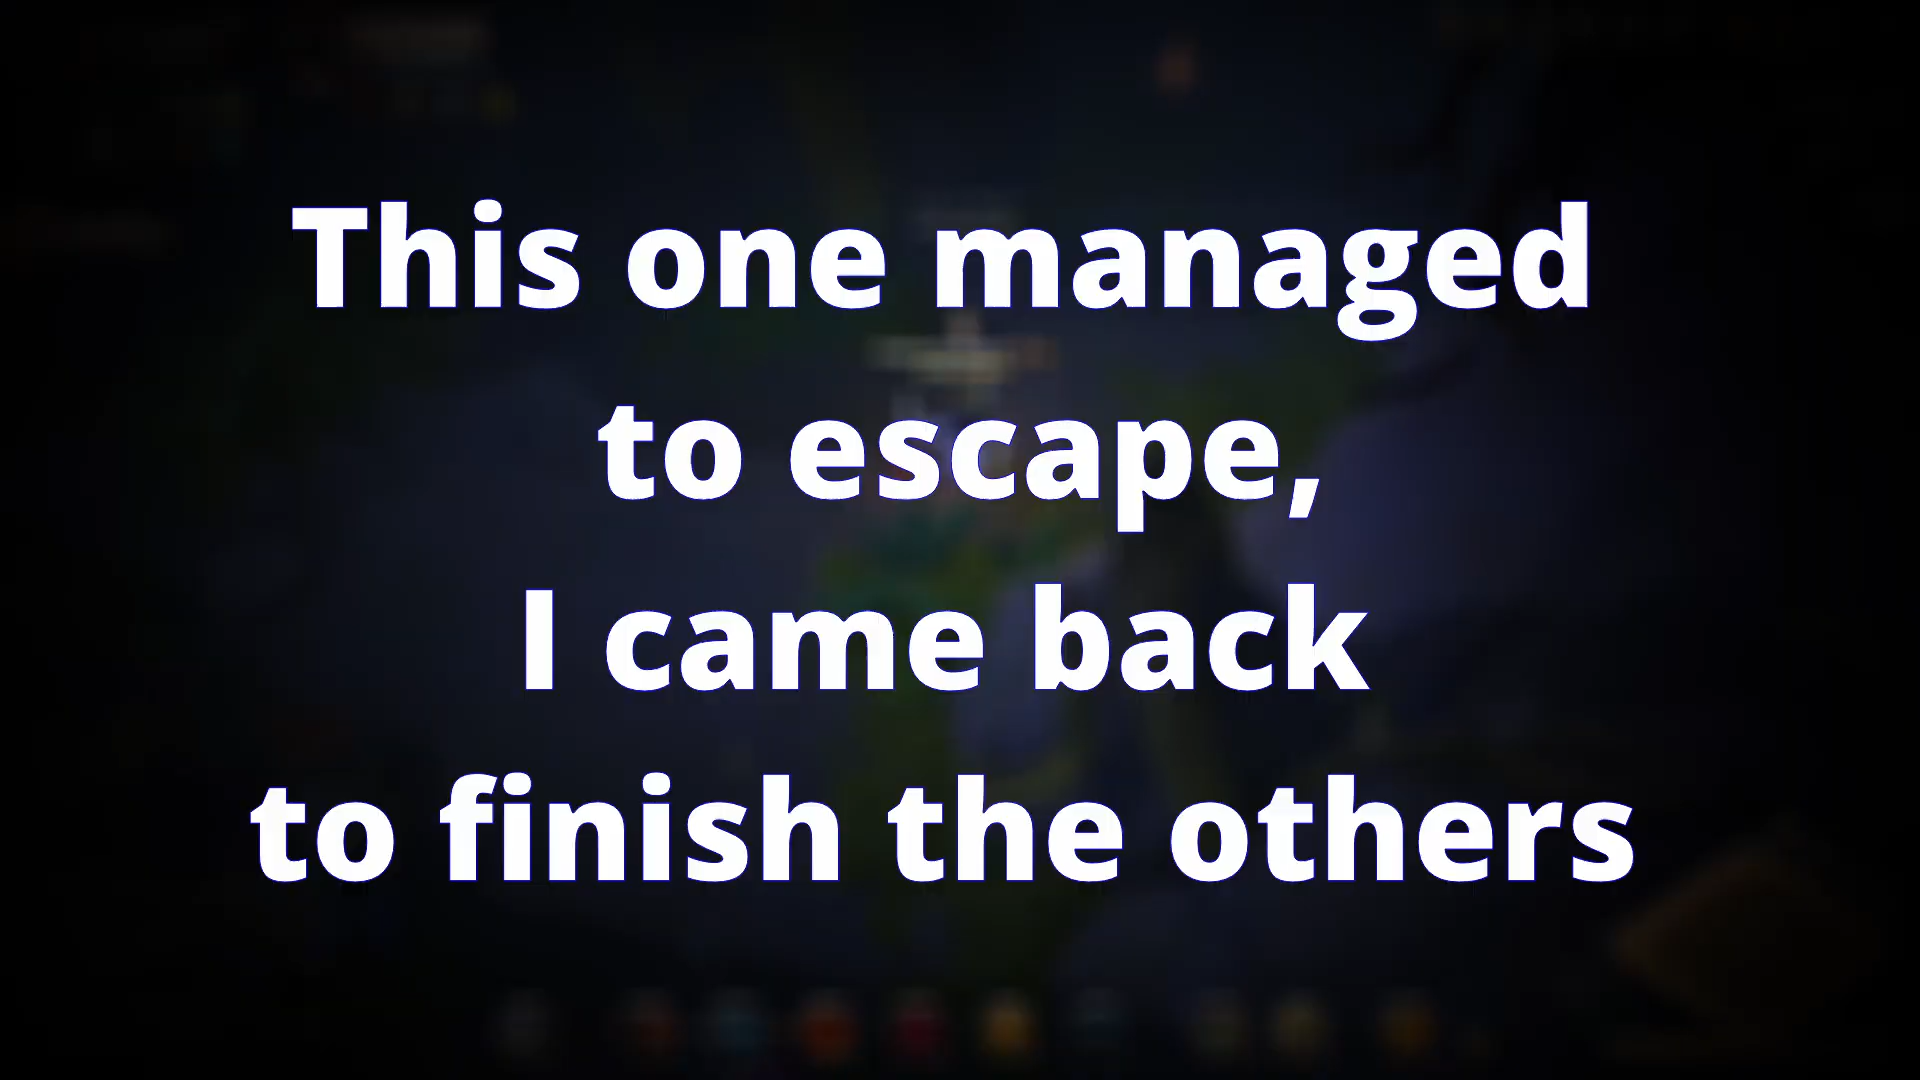 This one managed
to escape,
I came back
to finish the others